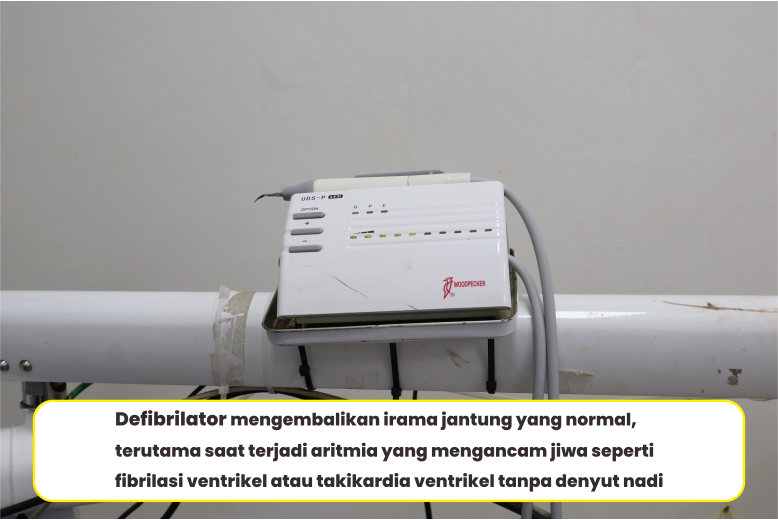 UDS-P LED
OPTION
G P E
+
-
WOODPECKER
Defibrilator mengembalikan irama jantung yang normal,
terutama saat terjadi aritmia yang mengancam jiwa seperti
fibrilasi ventrikel atau takikardia ventrikel tanpa denyut nadi